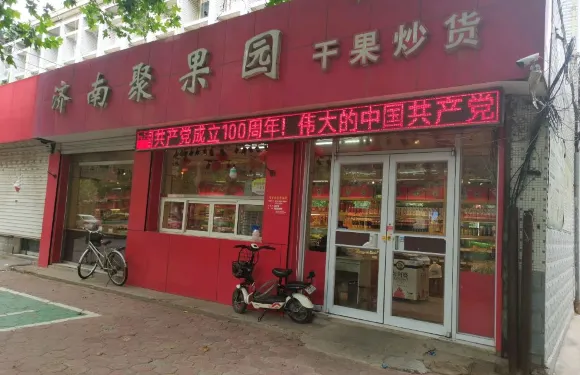 济南聚果园 干果炒货
国共产党成立100周年！伟大的中国共产党